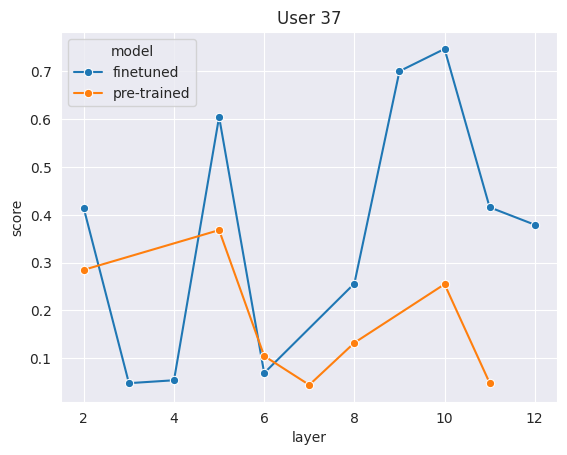 User 37
model
finetuned
pre-trained
0.7
0.6
0.5
0.4
0.3
0.2
0.1
score
2 4 6 8 10 12
layer